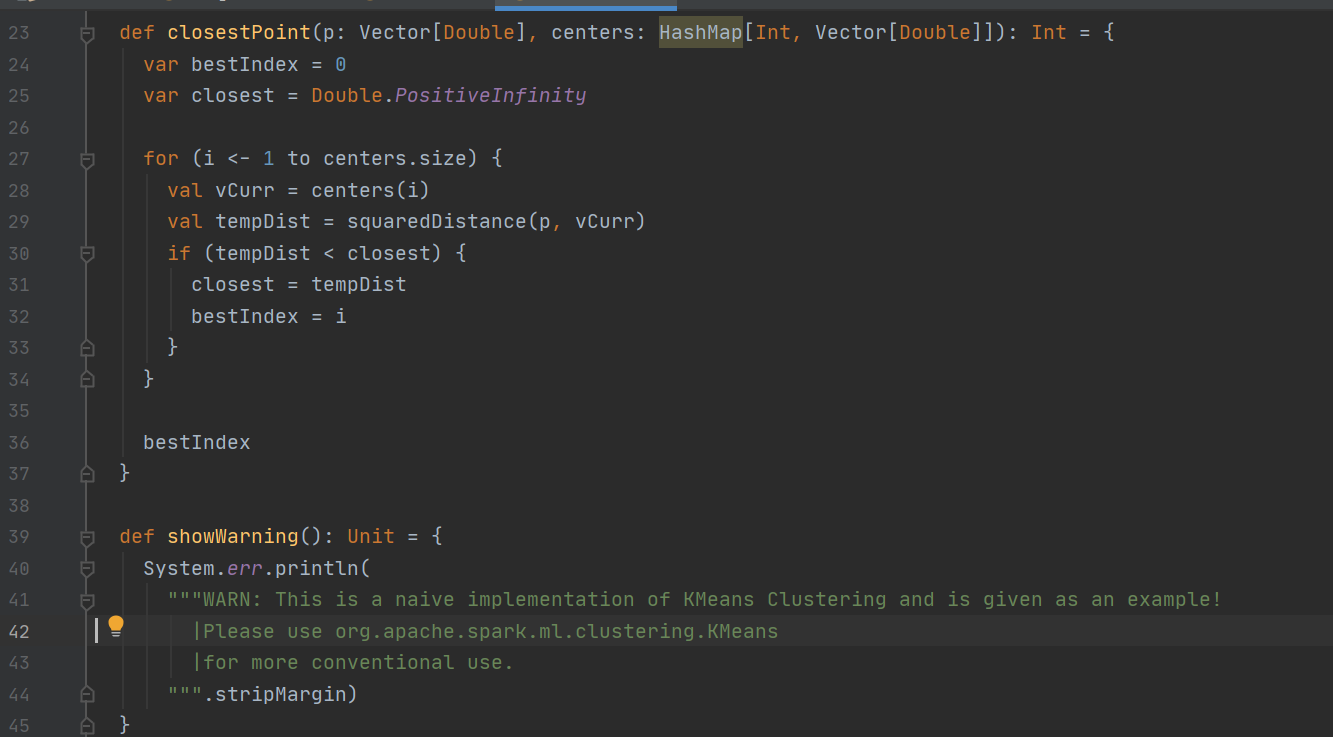 23 def closestPoint(p: Vector[Double], centers: HashMap[Int, Vector[Double]]): Int = {
24 var bestIndex = 0
25 var closest = Double.PositiveInfinity
26
27 for (i <- 1 to centers.size) {
28 val vCurr = centers(i)
29 val tempDist = squaredDistance(p, vCurr)
30 if (tempDist < closest) {
31 closest = tempDist
32 bestIndex = i
33 }
34 }
35
36 bestIndex
37 }
38
39 def showWarning(): Unit = {
40 System.err.println(
41 """WARN: This is a naive implementation of KMeans Clustering and is given as an example!
42 |Please use org.apache.spark.ml.clustering.KMeans
43 |for more conventional use.
44 """.stripMargin)
45 }